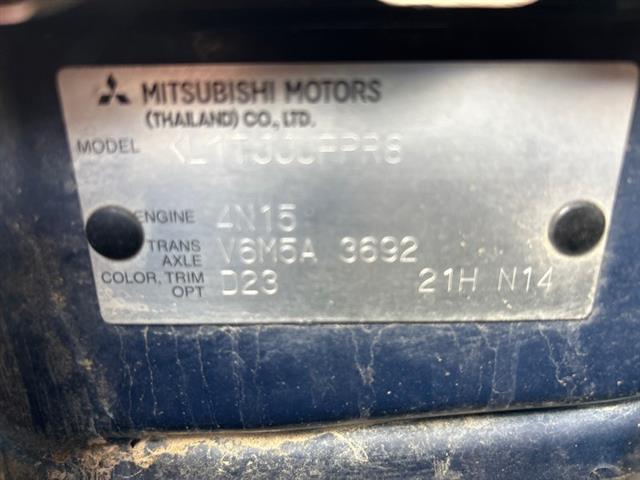 MITSUBISHI MOTORS
(THAILAND) CO., LTD.
MODEL
ENGINE 4N15
TRANS AXLE V6M5A 3692
COLOR, TRIM OPT D23 21H N14